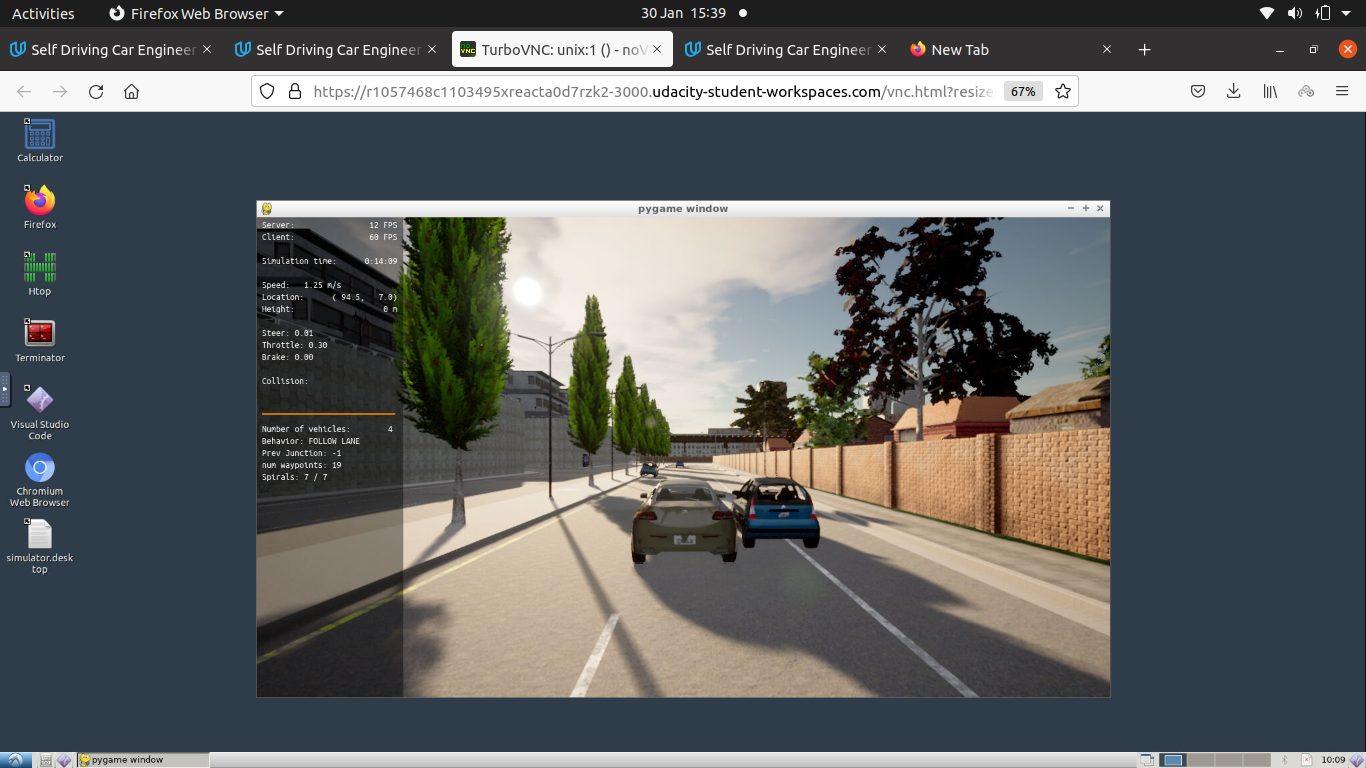 Activities
Firefox Web Browser
30 Jan 15:39
Self Driving Car Engineer
Self Driving Car Engineer
TurboVNC: unix:1 () - noV
Self Driving Car Engineer
New Tab
https://r1057468c1103495xreacta0d7rzk2-3000.udacity-student-workspaces.com/vnc.html?resize
67%
Calculator
Firefox
Htop
Terminator
Visual Studio
Code
Chromium
Web Browser
simulator.desk
top
pygame window
Server: 12 FPS
Client: 60 FPS
Simulation time: 0:14:09
Speed: 1.25 m/s
Location: ( 94.5, 7.0)
Height: 0 m
Steer: 0.01
Throttle: 0.30
Brake: 0.00
Collision:
Number of vehicles: 4
Behavior: FOLLOW LANE
Prev Junction: -1
num waypoints: 19
Spirals: 7 / 7
pygame window
10:09